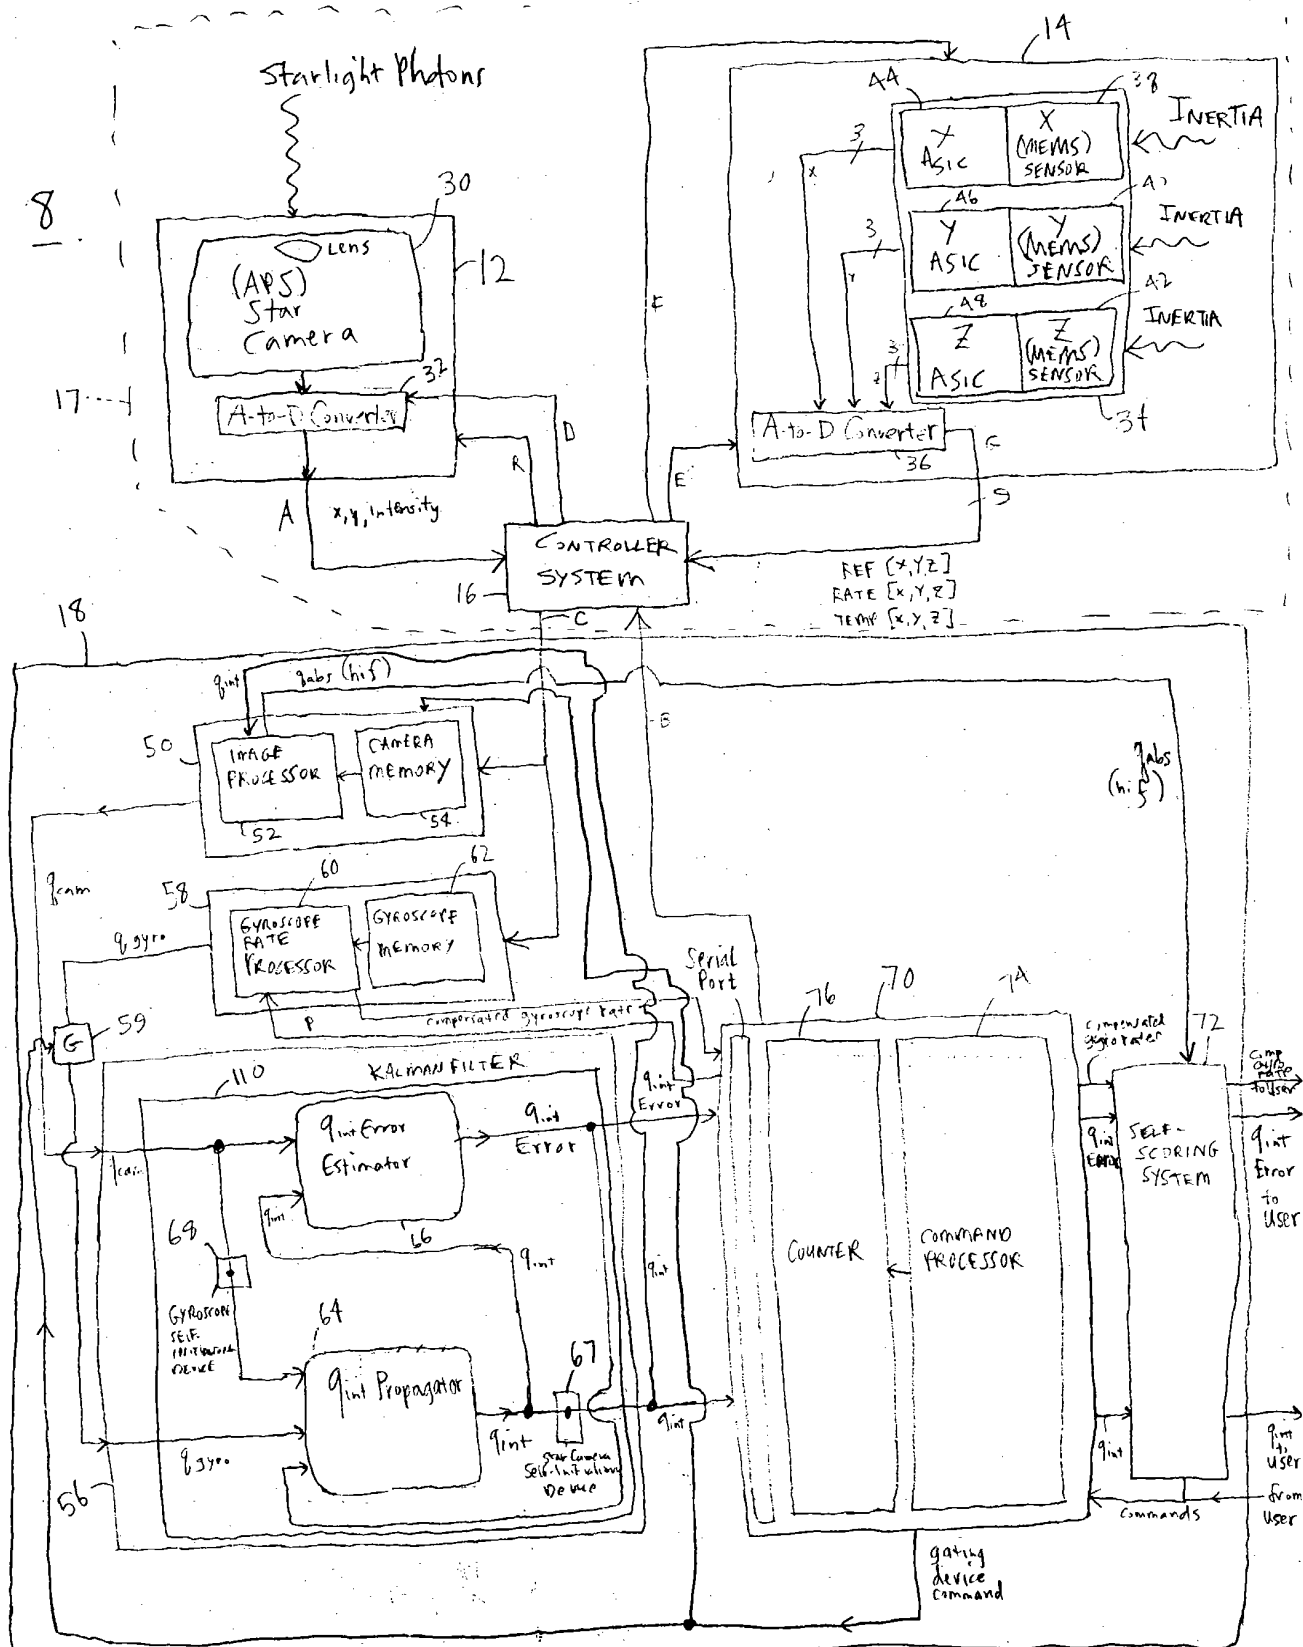 Starlight Photons
8
30
Lens
(APS)
Star
Camera
12
32
A-to-D Converter
17
A
x,y,intensity
R
D
E
14
44
38
X
ASIC
X
(MEMS)
SENSOR
INERTIA
3
X
46
Y
ASIC
Y
(MEMS)
SENSOR
INERTIA
3
Y
48
42
Z
ASIC
Z
(MEMS)
SENSOR
INERTIA
3
Z
34
A-to-D Converter
36
G
9
CONTROLLER
SYSTEM
16
REF [X,Y,Z]
RATE [X,Y,Z]
TEMP [X,Y,Z]
18
C
B
qint
qabs (hif)
50
IMAGE
PROCESSOR
52
CAMERA
MEMORY
54
qabs
(hif)
qcam
58
60
62
GYROSCOPE
RATE
PROCESSOR
GYROSCOPE
MEMORY
q gyro
P
compensated gyroscope rate
G
59
Serial
Port
76
70
74
COUNTER
COMMAND
PROCESSOR
compensated
gyro rates
72
SELF-
SCORING
SYSTEM
Comp
Gyro
rate
to User
qint
Error
qint
Error
to
User
110
KALMAN FILTER
qint Error
Estimator
66
qint
Error
qint
Error
qcam
qint
qint
qint
68
GYROSCOPE
SELF-
INITIALIZING
DEVICE
64
qint Propagator
67
qint
Star Camera
Self-Initializing
Device
qint
q gyro
56
qint
qint
to
User
Commands
from
User
gating
device
command